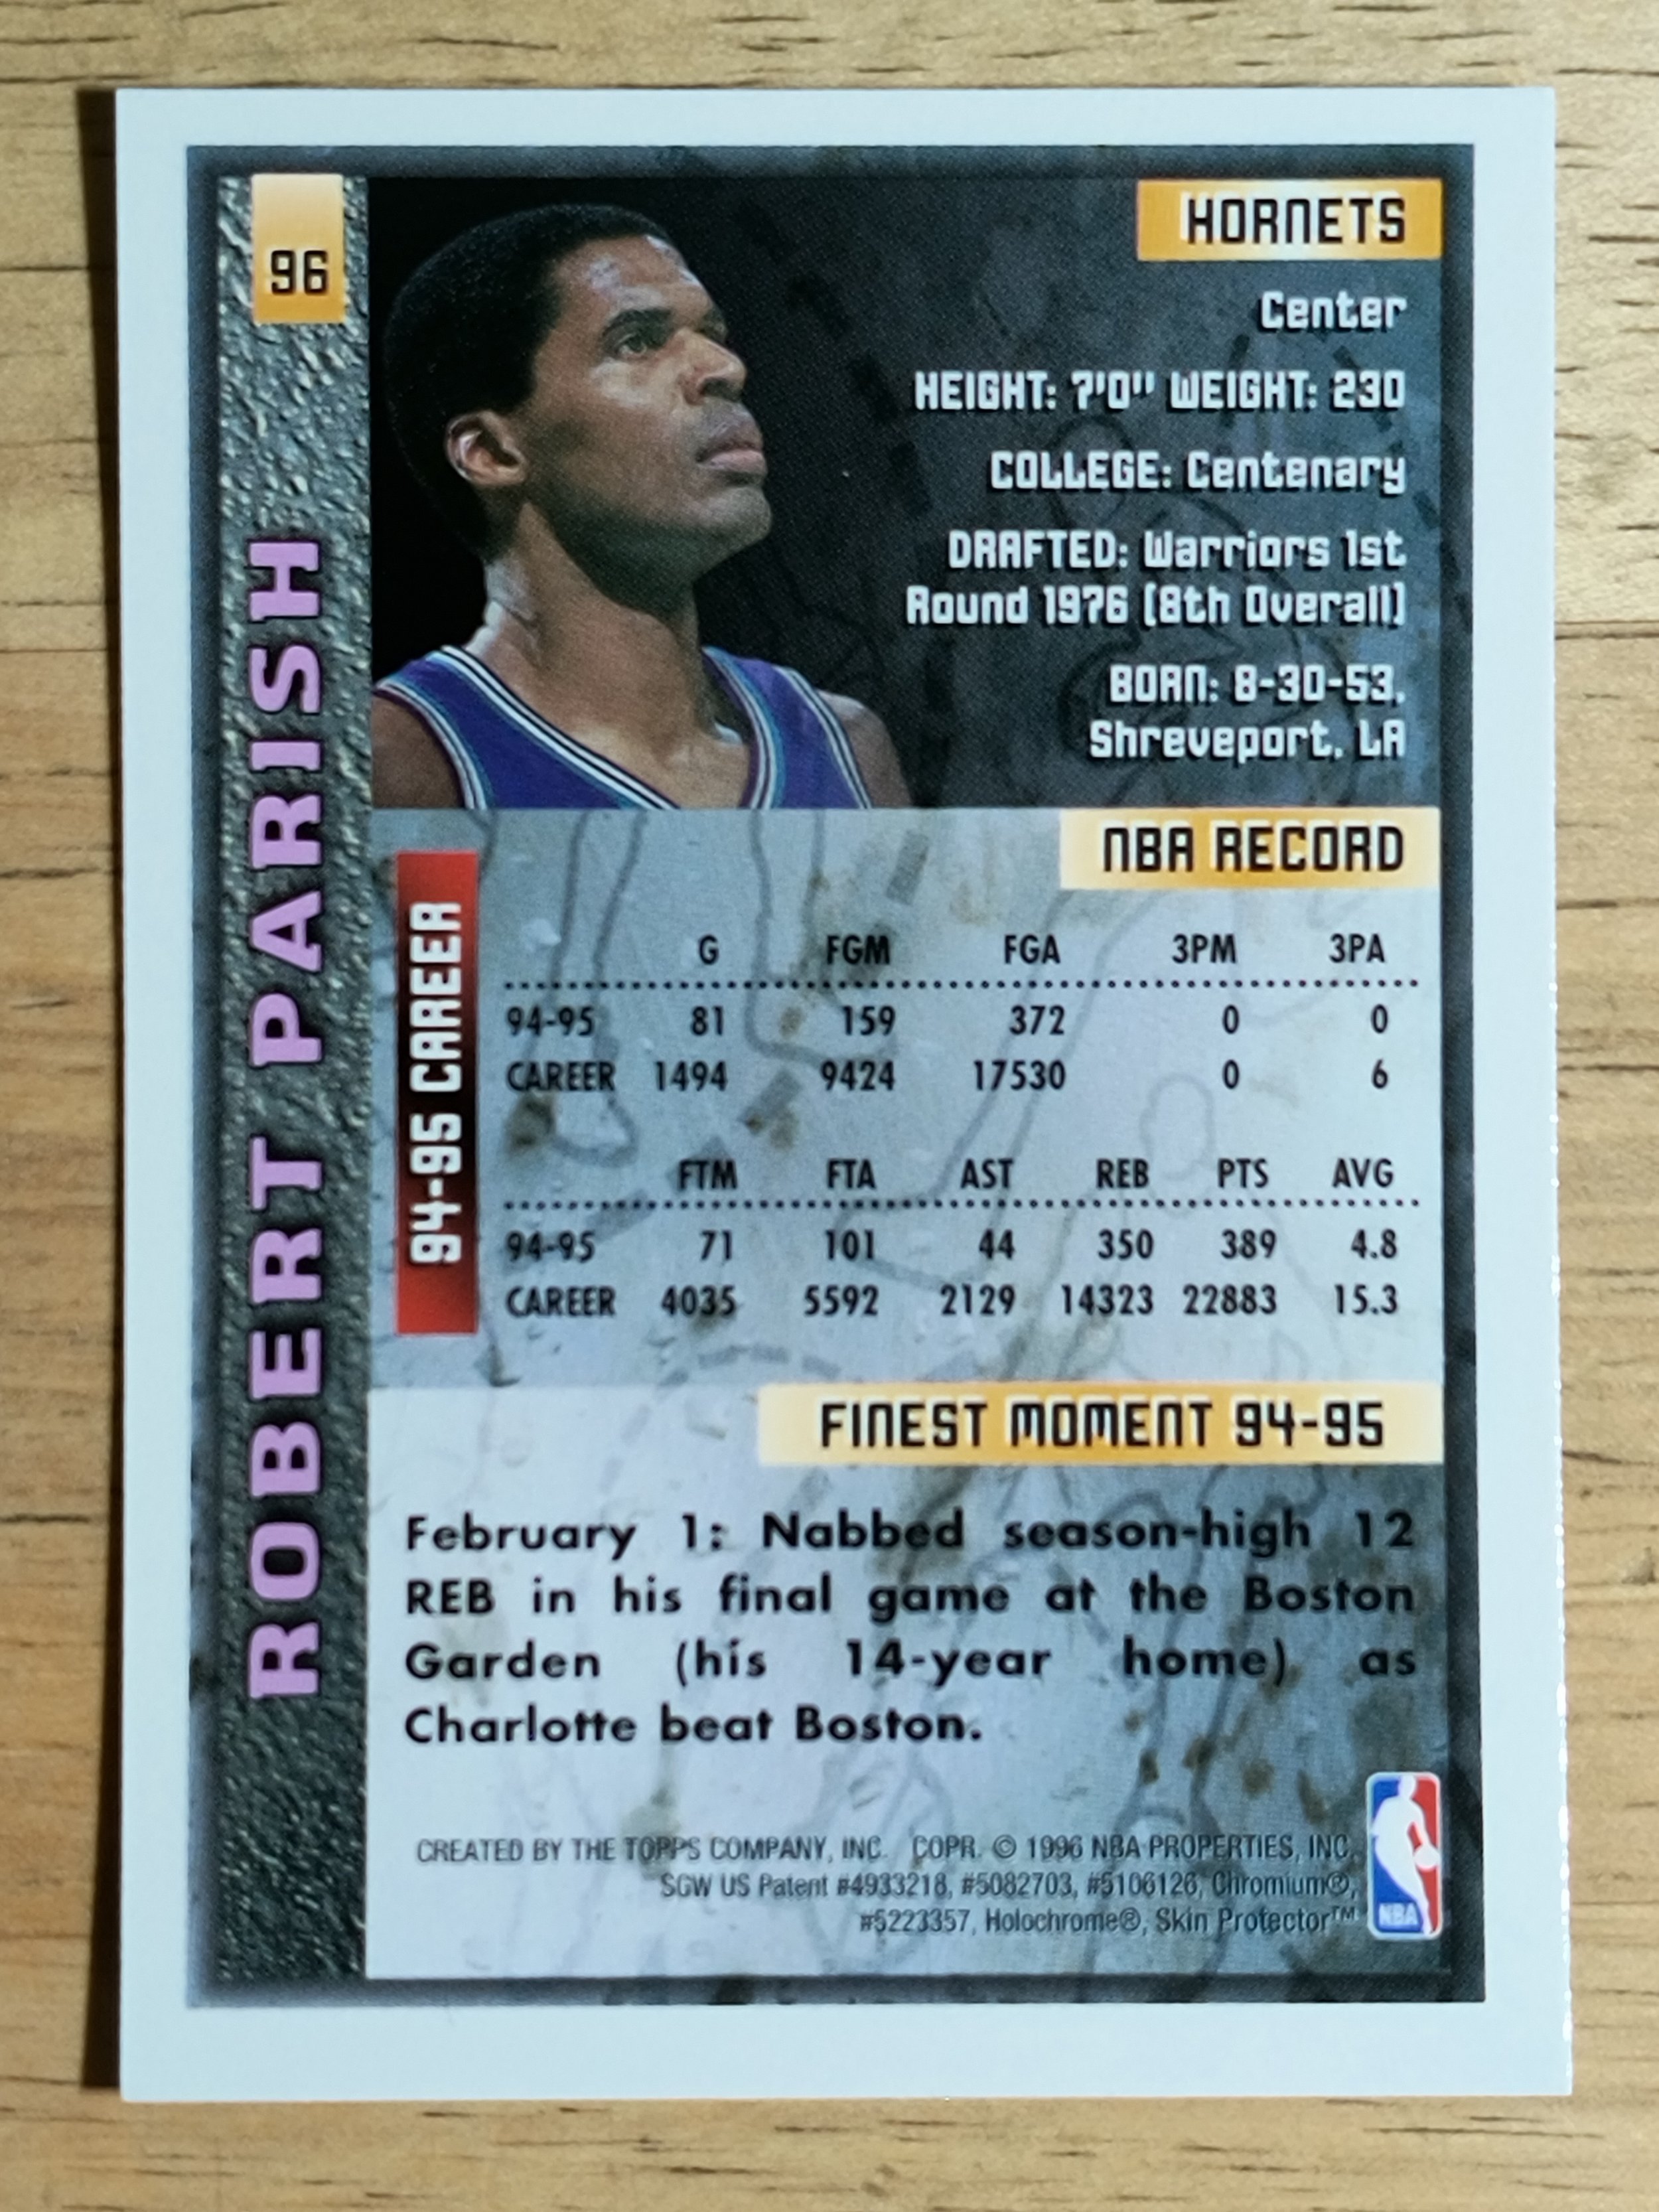 96
ROBERT PARISH
HORNETS
Center
HEIGHT: 7'0" WEIGHT: 230
COLLEGE: Centenary
DRAFTED: Warriors 1st
Round 1976 (8th Overall)
BORN: 8-30-53,
Shreveport, LA
NBA RECORD
94-95 CAREER
G FGM FGA 3PM 3PA
94-95 81 159 372 0 0
CAREER 1494 9424 17530 0 6
FTM FTA AST REB PTS AVG
94-95 71 101 44 350 389 4.8
CAREER 4035 5592 2129 14323 22883 15.3
FINEST MOMENT 94-95
February 1: Nabbed season-high 12
REB in his final game at the Boston
Garden (his 14-year home) as
Charlotte beat Boston.
CREATED BY THE TOPPS COMPANY, INC. COPR. © 1996 NBA PROPERTIES, INC.
SGW US Patent #4933218, #5082703, #5106126, Chromium®,
#5223357, Holochrome®, Skin Protector™
NBA